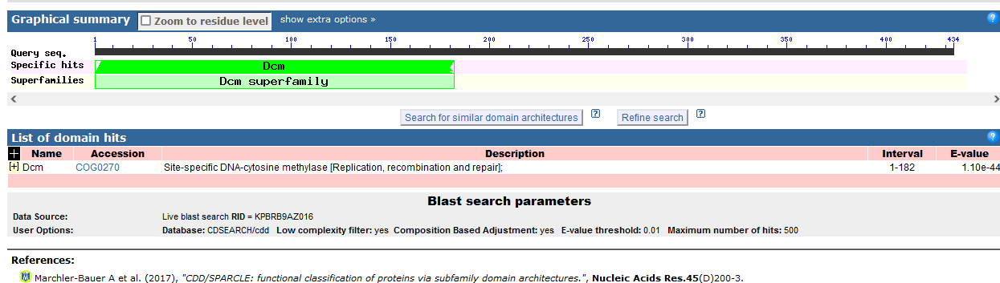 Graphical summary Zoom to residue level show extra options » ?
1 50 100 150 200 250 300 350 400 434
Query seq.
Specific hits Dcm
Superfamilies Dcm superfamily
Search for similar domain architectures ? Refine search ?
List of domain hits ?
+ Name Accession Description Interval E-value
[+] Dcm COG0270 Site-specific DNA-cytosine methylase [Replication, recombination and repair]; 1-182 1.10e-44
Blast search parameters
Data Source: Live blast search RID = KPBRB9AZ016
User Options: Database: CDSEARCH/cdd Low complexity filter: yes Composition Based Adjustment: yes E-value threshold: 0.01 Maximum number of hits: 500
References:
Marchler-Bauer A et al. (2017), "CDD/SPARCLE: functional classification of proteins via subfamily domain architectures.", Nucleic Acids Res.45(D)200-3.